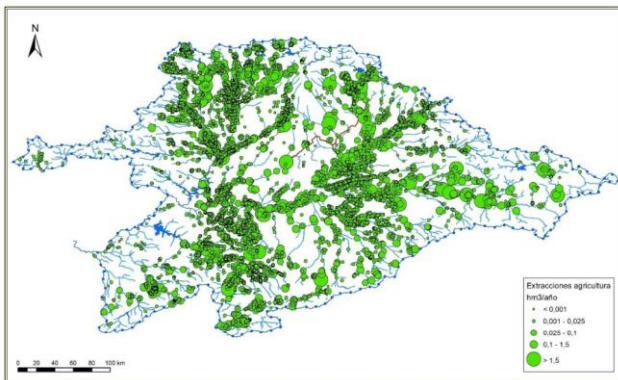 N
Extracciones agricultura
hm3/año
< 0,001
0,001 - 0,025
0,025 - 0,1
0,1 - 1,5
> 1,5
0 20 40 60 80 100 km